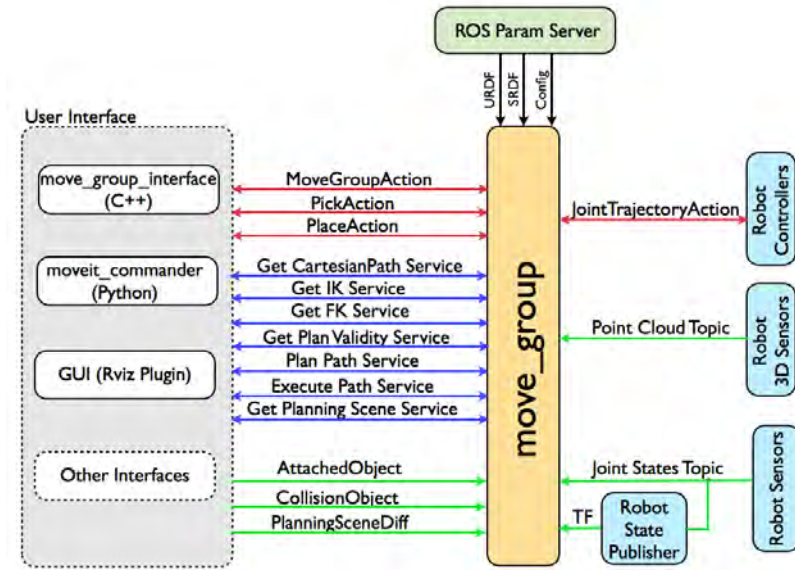 ROS Param Server
URDF
SRDF
Config
User Interface
move_group_interface
(C++)
moveit_commander
(Python)
GUI (Rviz Plugin)
Other Interfaces
MoveGroupAction
PickAction
PlaceAction
Get CartesianPath Service
Get IK Service
Get FK Service
Get Plan Validity Service
Plan Path Service
Execute Path Service
Get Planning Scene Service
AttachedObject
CollisionObject
PlanningSceneDiff
move_group
JointTrajectoryAction
Point Cloud Topic
Joint States Topic
TF
Robot
State
Publisher
Robot
Controllers
Robot
3D Sensors
Robot Sensors